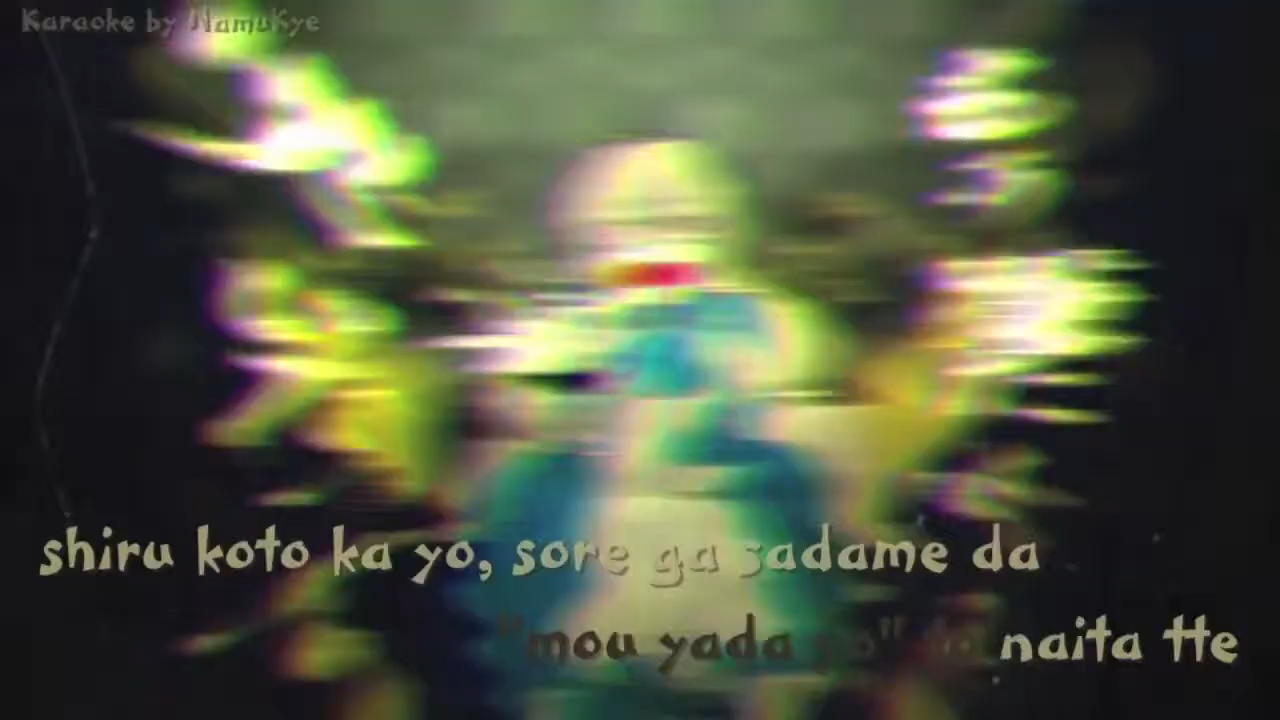 Karaoke by NamuKye
shiru koto ka yo, sore ga sadame da
"mou yada yo" to naita tte